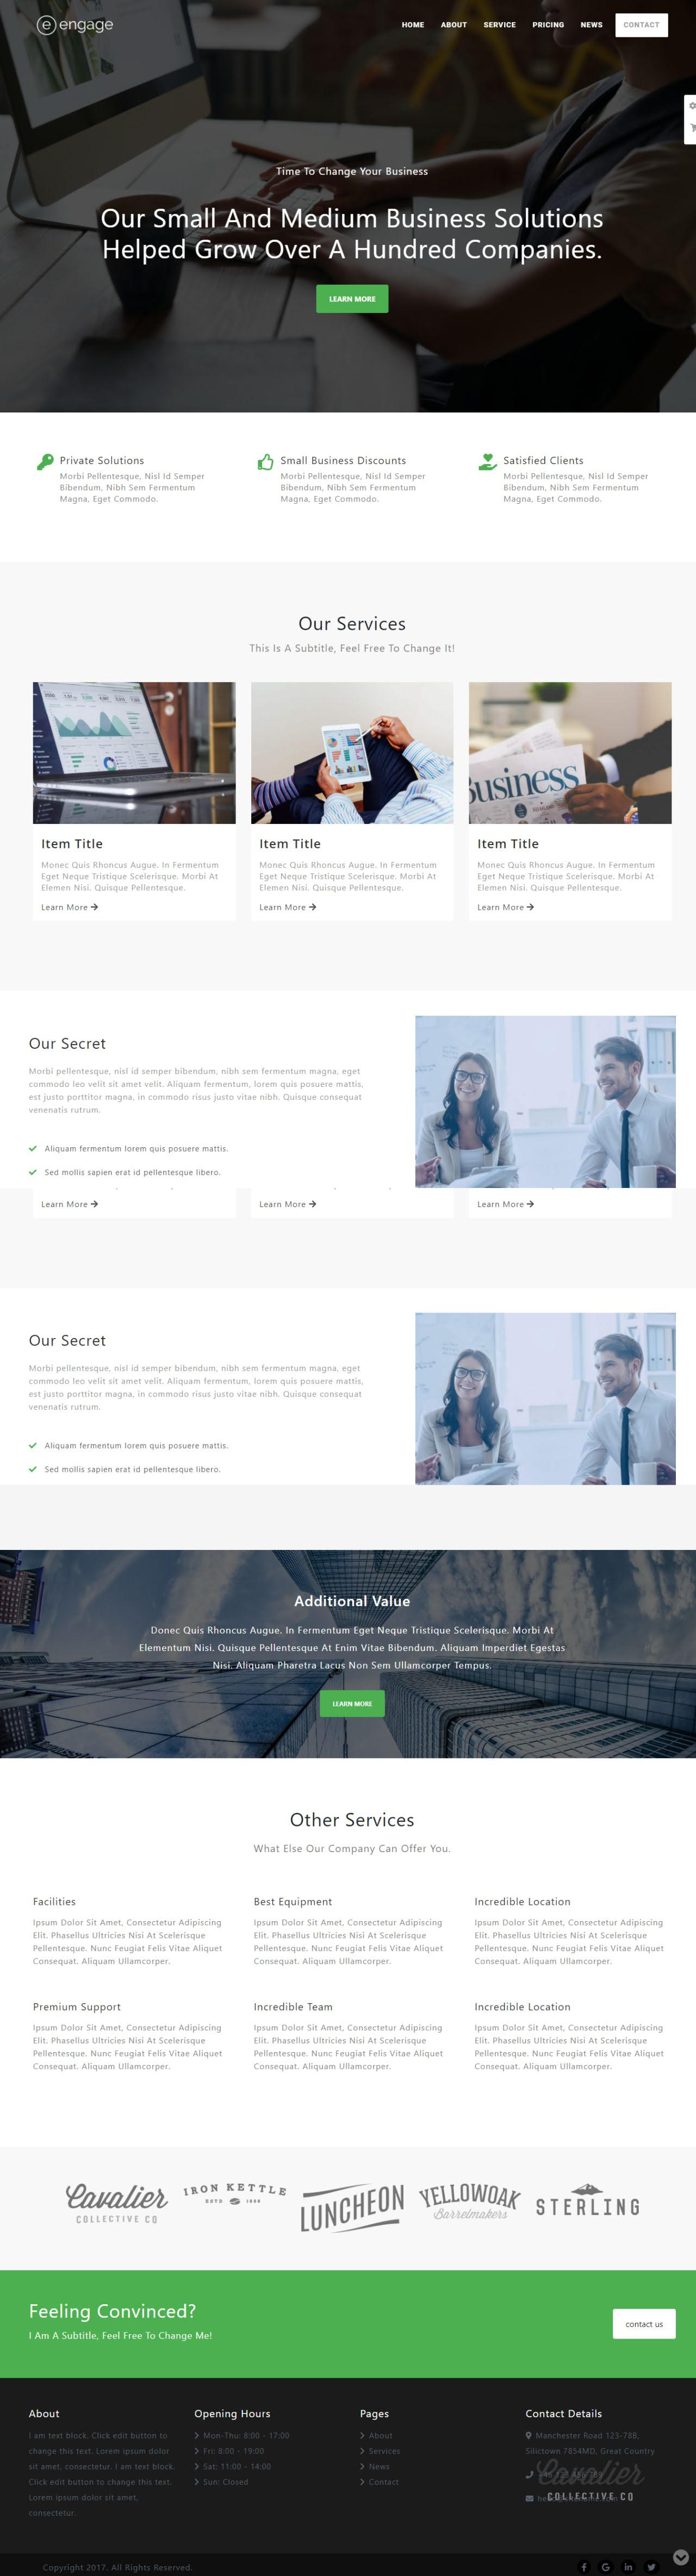 engage
HOME ABOUT SERVICE PRICING NEWS CONTACT
Time To Change Your Business
Our Small And Medium Business Solutions
Helped Grow Over A Hundred Companies.
LEARN MORE
Private Solutions
Morbi Pellentesque, Nisl Id Semper
Bibendum, Nibh Sem Fermentum
Magna, Eget Commodo.
Small Business Discounts
Morbi Pellentesque, Nisl Id Semper
Bibendum, Nibh Sem Fermentum
Magna, Eget Commodo.
Satisfied Clients
Morbi Pellentesque, Nisl Id Semper
Bibendum, Nibh Sem Fermentum
Magna, Eget Commodo.
Our Services
This Is A Subtitle, Feel Free To Change It!
Business
Item Title
Monec Quis Rhoncus Augue. In Fermentum
Eget Neque Tristique Scelerisque. Morbi At
Elemen Nisi. Quisque Pellentesque.
Learn More
Item Title
Monec Quis Rhoncus Augue. In Fermentum
Eget Neque Tristique Scelerisque. Morbi At
Elemen Nisi. Quisque Pellentesque.
Learn More
Item Title
Monec Quis Rhoncus Augue. In Fermentum
Eget Neque Tristique Scelerisque. Morbi At
Elemen Nisi. Quisque Pellentesque.
Learn More
Our Secret
Morbi pellentesque, nisl id semper bibendum, nibh sem fermentum magna, eget
commodo leo velit sit amet velit. Aliquam fermentum, lorem quis posuere mattis,
est justo porttitor magna, in commodo risus justo vitae nibh. Quisque consequat
venenatis rutrum.
Aliquam fermentum lorem quis posuere mattis.
Sed mollis sapien erat id pellentesque libero.
Learn More
Learn More
Learn More
Our Secret
Morbi pellentesque, nisl id semper bibendum, nibh sem fermentum magna, eget
commodo leo velit sit amet velit. Aliquam fermentum, lorem quis posuere mattis,
est justo porttitor magna, in commodo risus justo vitae nibh. Quisque consequat
venenatis rutrum.
Aliquam fermentum lorem quis posuere mattis.
Sed mollis sapien erat id pellentesque libero.
Additional Value
Donec Quis Rhoncus Augue. In Fermentum Eget Neque Tristique Scelerisque. Morbi At
Elementum Nisi. Quisque Pellentesque At Enim Vitae Bibendum. Aliquam Imperdiet Egestas
Nisi. Aliquam Pharetra Lacus Non Sem Ullamcorper Tempus.
LEARN MORE
Other Services
What Else Our Company Can Offer You.
Facilities
Ipsum Dolor Sit Amet, Consectetur Adipiscing
Elit. Phasellus Ultricies Nisi At Scelerisque
Pellentesque. Nunc Feugiat Felis Vitae Aliquet
Consequat. Aliquam Ullamcorper.
Best Equipment
Ipsum Dolor Sit Amet, Consectetur Adipiscing
Elit. Phasellus Ultricies Nisi At Scelerisque
Pellentesque. Nunc Feugiat Felis Vitae Aliquet
Consequat. Aliquam Ullamcorper.
Incredible Location
Ipsum Dolor Sit Amet, Consectetur Adipiscing
Elit. Phasellus Ultricies Nisi At Scelerisque
Pellentesque. Nunc Feugiat Felis Vitae Aliquet
Consequat. Aliquam Ullamcorper.
Premium Support
Ipsum Dolor Sit Amet, Consectetur Adipiscing
Elit. Phasellus Ultricies Nisi At Scelerisque
Pellentesque. Nunc Feugiat Felis Vitae Aliquet
Consequat. Aliquam Ullamcorper.
Incredible Team
Ipsum Dolor Sit Amet, Consectetur Adipiscing
Elit. Phasellus Ultricies Nisi At Scelerisque
Pellentesque. Nunc Feugiat Felis Vitae Aliquet
Consequat. Aliquam Ullamcorper.
Incredible Location
Ipsum Dolor Sit Amet, Consectetur Adipiscing
Elit. Phasellus Ultricies Nisi At Scelerisque
Pellentesque. Nunc Feugiat Felis Vitae Aliquet
Consequat. Aliquam Ullamcorper.
Cavalier
COLLECTIVE CO
IRON KETTLE
ESTD 1898
LUNCHEON
YELLOWOAK
Barrelmakers
STERLING
Feeling Convinced?
I Am A Subtitle, Feel Free To Change Me!
contact us
About
I am text block. Click edit button to
change this text. Lorem ipsum dolor
sit amet, consectetur. I am text block.
Click edit button to change this text.
Lorem ipsum dolor sit amet,
consectetur.
Opening Hours
Mon-Thu: 8:00 - 17:00
Fri: 8:00 - 19:00
Sat: 11:00 - 14:00
Sun: Closed
Pages
About
Services
News
Contact
Contact Details
Manchester Road 123-78B,
Silictown 7854MD, Great Country
Cavalier
COLLECTIVE CO
Copyright 2017. All Rights Reserved.